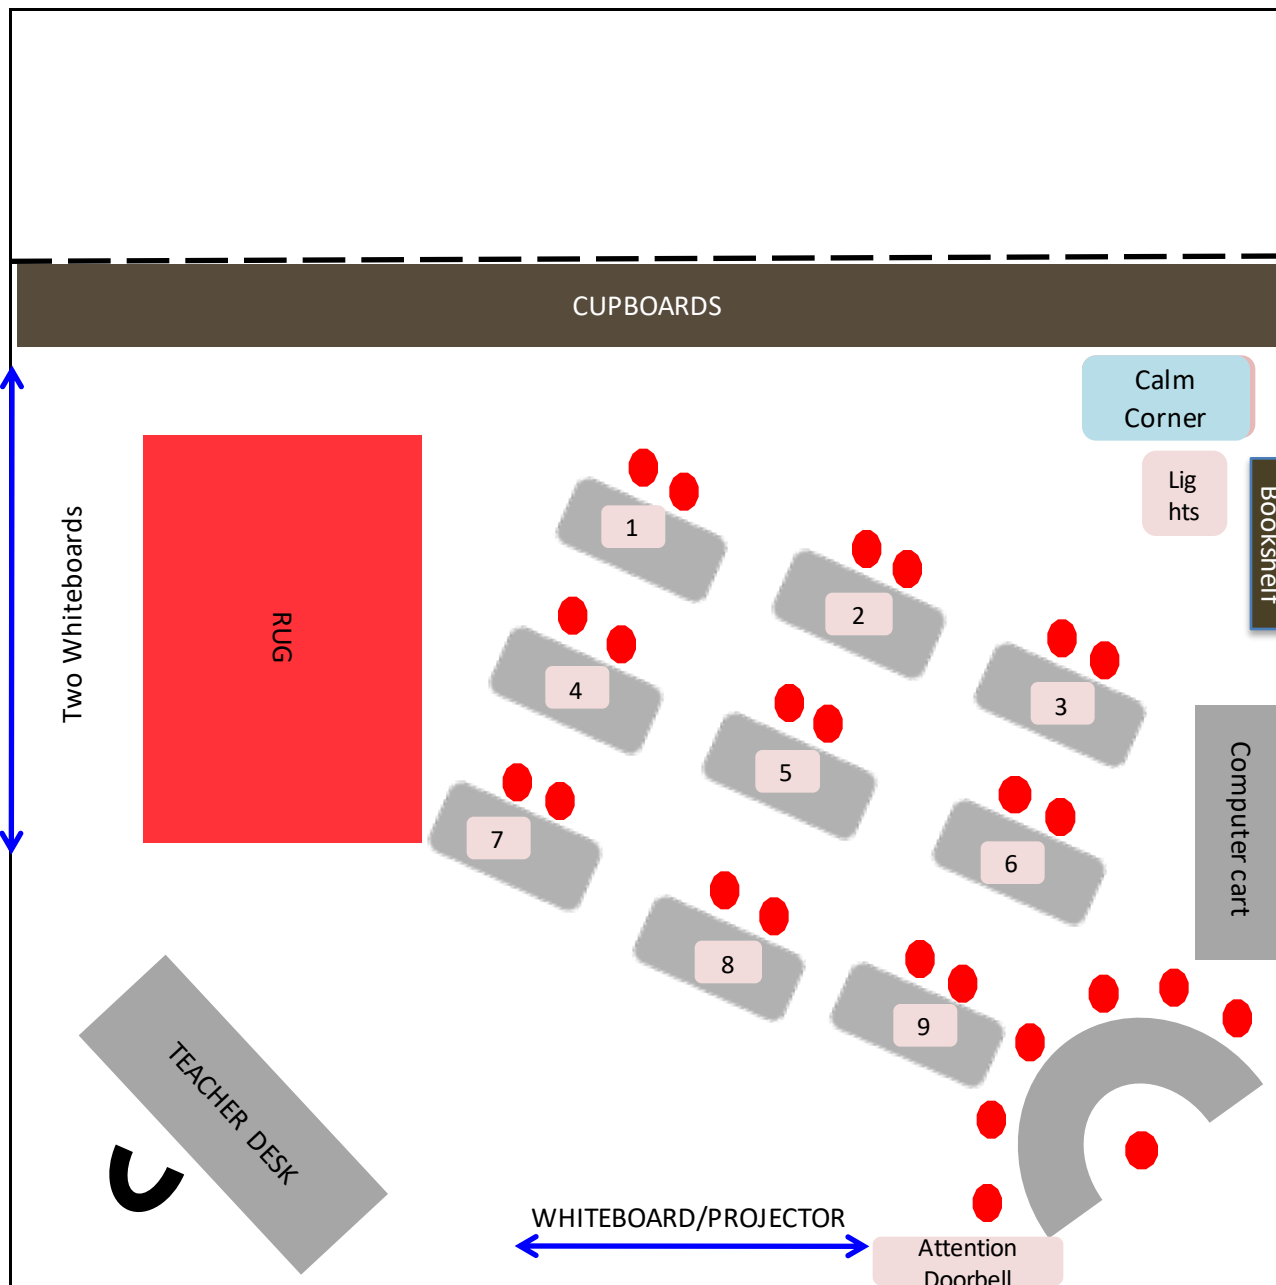 CUPBOARDS
Calm
Corner
Lig
hts
Bookshelf
Two Whiteboards
RUG
1
2
3
4
5
6
7
8
9
Computer cart
TEACHER DESK
WHITEBOARD/PROJECTOR
Attention
Doorbell